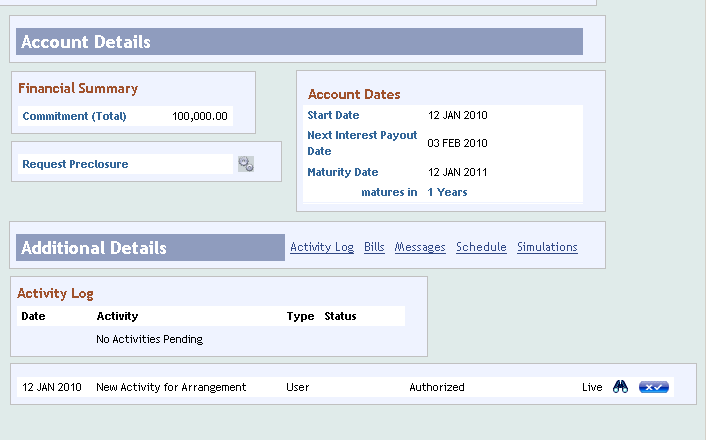 Account Details
Financial Summary
Commitment (Total) 100,000.00
Request Preclosure
Account Dates
Start Date 12 JAN 2010
Next Interest Payout Date 03 FEB 2010
Maturity Date 12 JAN 2011
matures in 1 Years
Additional Details Activity Log Bills Messages Schedule Simulations
Activity Log
Date Activity Type Status
No Activities Pending
12 JAN 2010 New Activity for Arrangement User Authorized Live